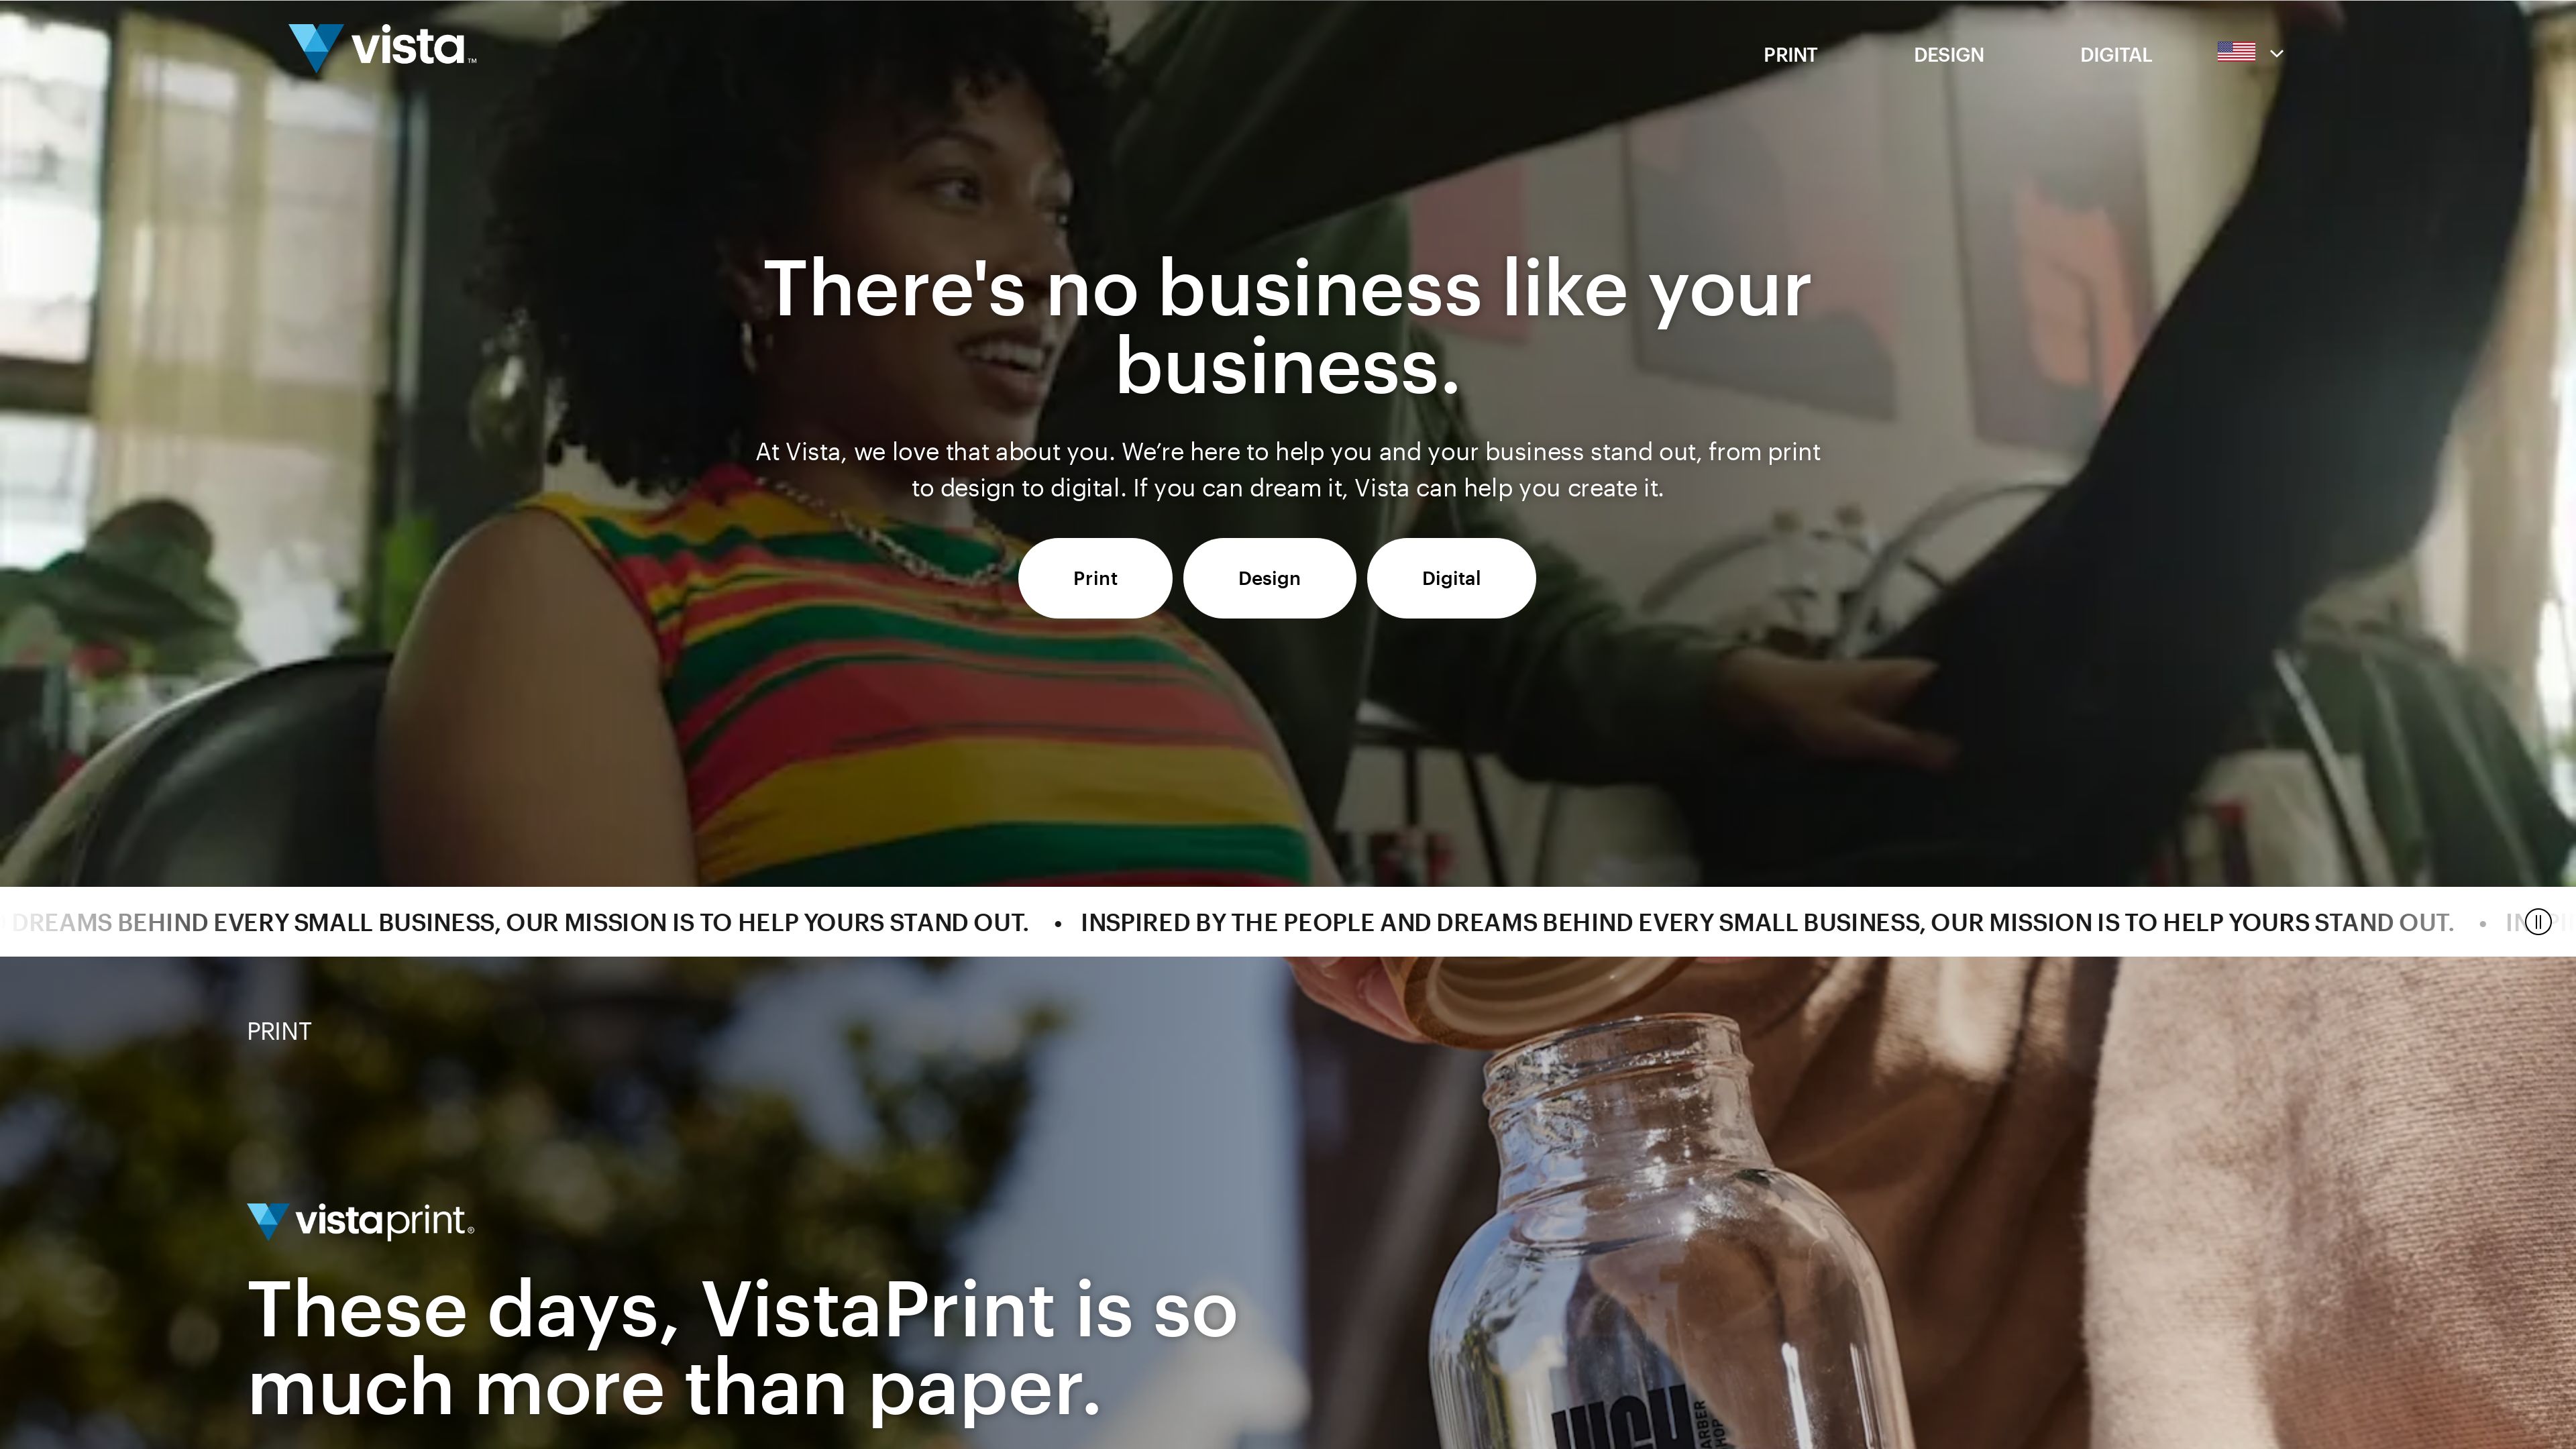 vista™
PRINT
DESIGN
DIGITAL
There's no business like your
business.
At Vista, we love that about you. We’re here to help you and your business stand out, from print
to design to digital. If you can dream it, Vista can help you create it.
Print
Design
Digital
DREAMS BEHIND EVERY SMALL BUSINESS, OUR MISSION IS TO HELP YOURS STAND OUT. • INSPIRED BY THE PEOPLE AND DREAMS BEHIND EVERY SMALL BUSINESS, OUR MISSION IS TO HELP YOURS STAND OUT. •
PRINT
vistaprint®
These days, VistaPrint is so
much more than paper.